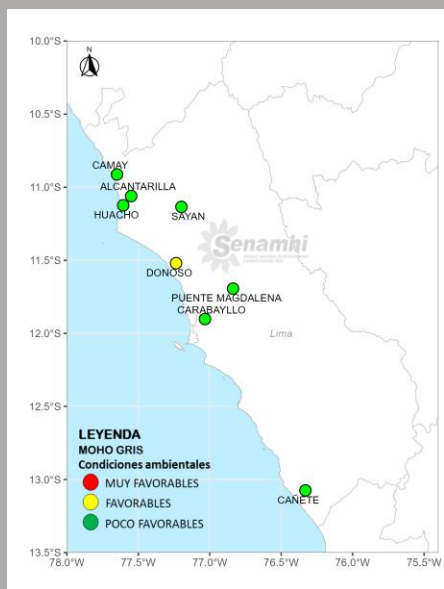 10.0°S
N
10.5°S
CAMAY
11.0°S
ALCANTARILLA
HUACHO
SAYAN
Senamhi
11.5°S
DONOSO
PUENTE MAGDALENA
CARABAYLLO
12.0°S
Lima
12.5°S
LEYENDA
MOHO GRIS
Condiciones ambientales
13.0°S
MUY FAVORABLES
CAÑETE
FAVORABLES
POCO FAVORABLES
13.5°S
78.0°W 77.5°W 77.0°W 76.5°W 76.0°W 75.5°W